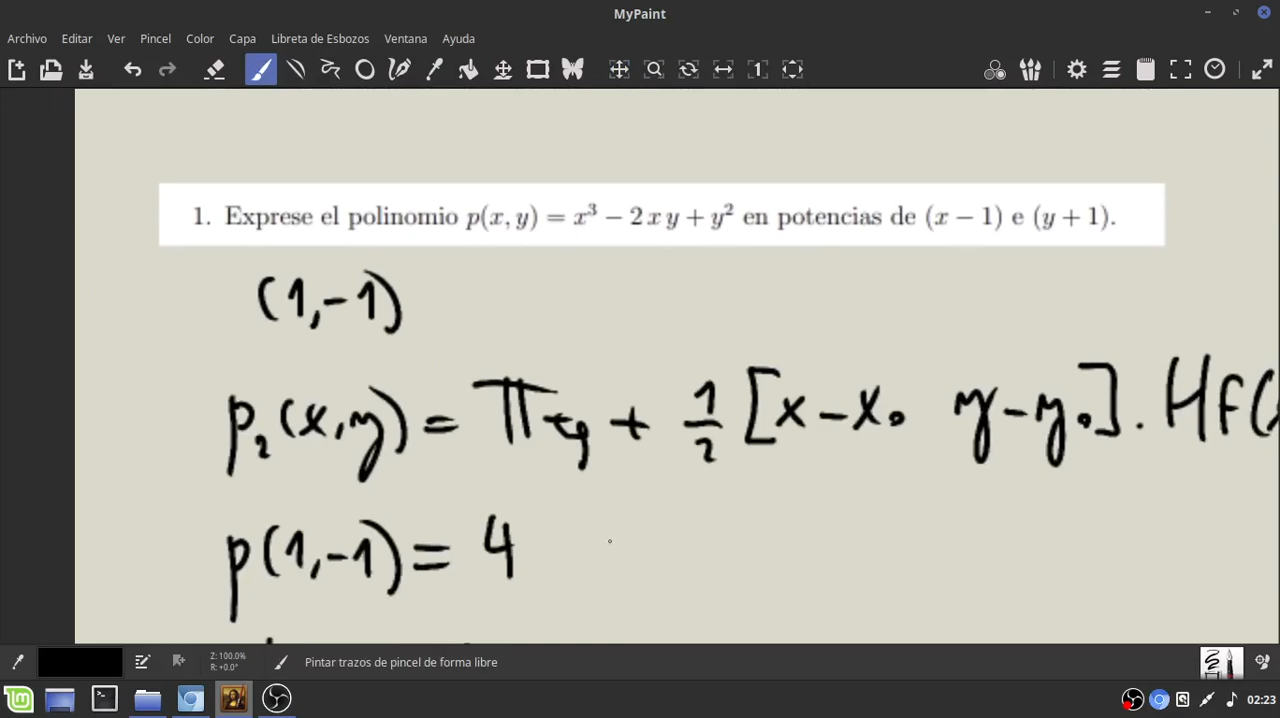 MyPaint
Archivo Editar Ver Pincel Color Capa Libreta de Esbozos Ventana Ayuda
1. Exprese el polinomio p(x, y) = x³ − 2 x y + y² en potencias de (x − 1) e (y + 1).
(1,-1)
p₂(x,y) = π_tg + 1/2 [x-x₀ y-y₀] . Hf(
p(1,-1) = 4
Z: 100.0%
R: +0.0°
Pintar trazos de pincel de forma libre
02:23